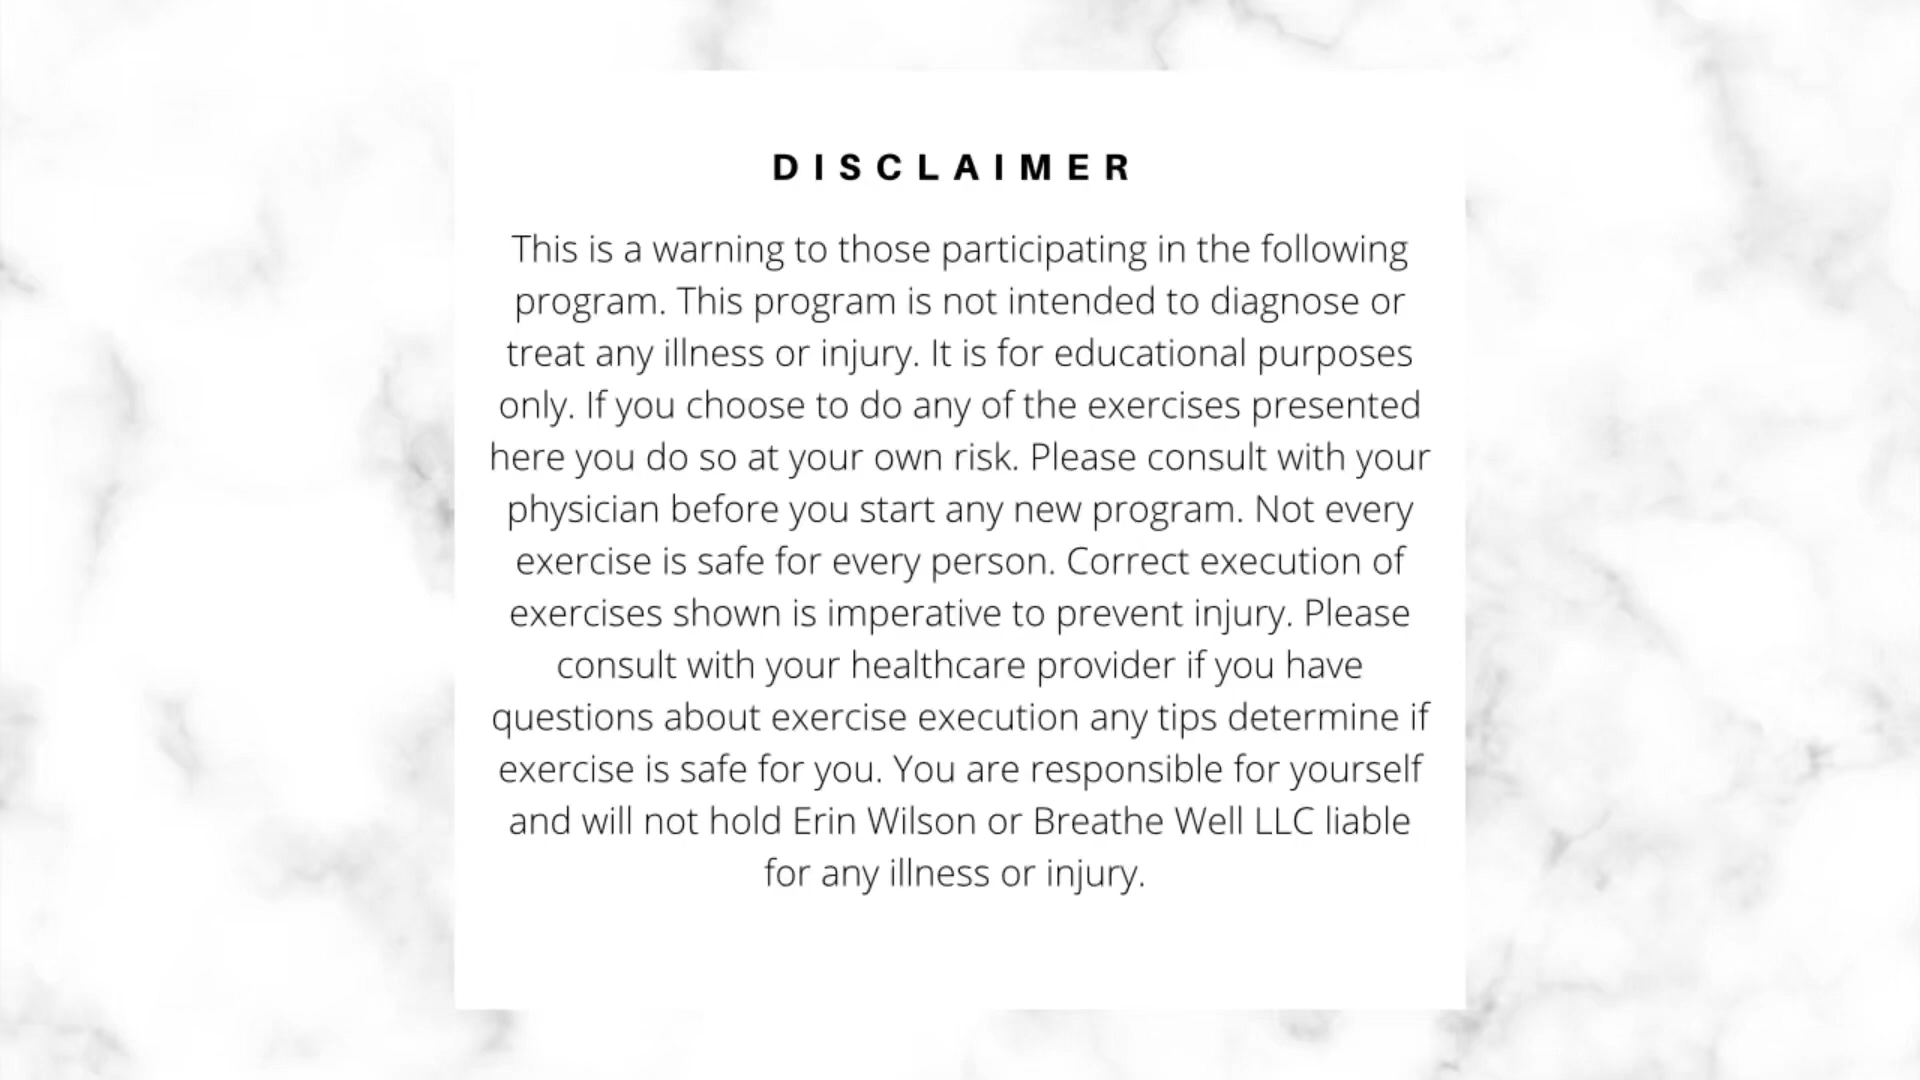 DISCLAIMER
This is a warning to those participating in the following
program. This program is not intended to diagnose or
treat any illness or injury. It is for educational purposes
only. If you choose to do any of the exercises presented
here you do so at your own risk. Please consult with your
physician before you start any new program. Not every
exercise is safe for every person. Correct execution of
exercises shown is imperative to prevent injury. Please
consult with your healthcare provider if you have
questions about exercise execution any tips determine if
exercise is safe for you. You are responsible for yourself
and will not hold Erin Wilson or Breathe Well LLC liable
for any illness or injury.